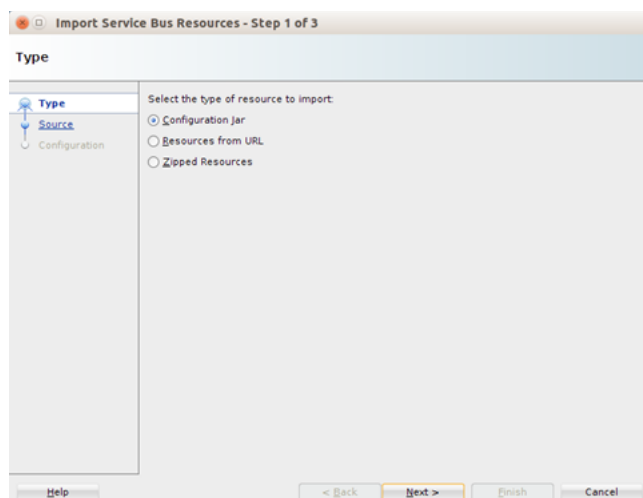 Import Service Bus Resources - Step 1 of 3
Type
Type
Source
Configuration
Select the type of resource to import:
Configuration Jar
Resources from URL
Zipped Resources
Help
< Back
Next >
Finish
Cancel